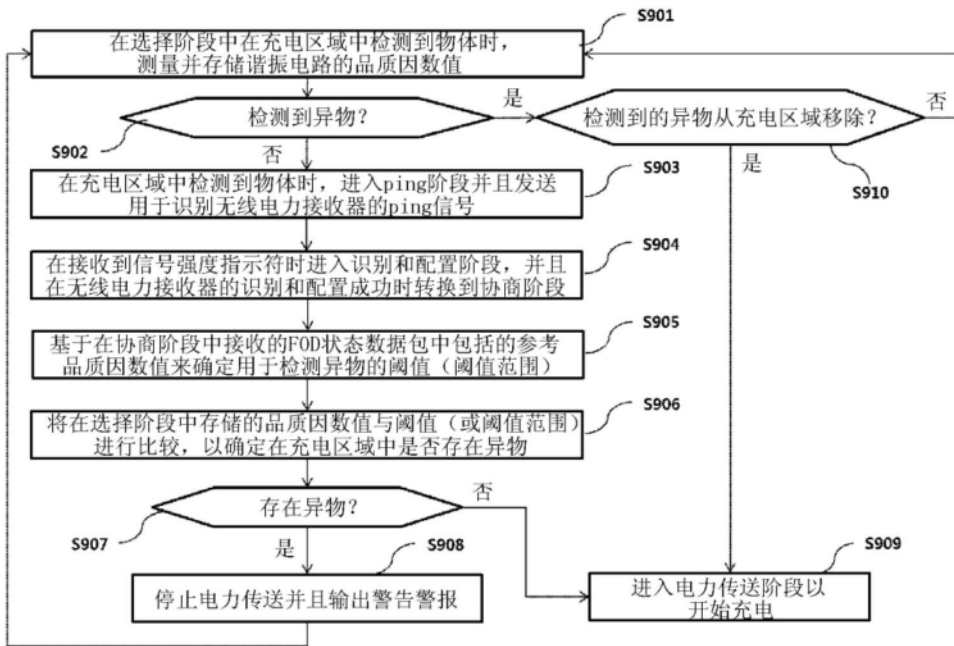 S901
在选择阶段中在充电区域中检测到物体时，
测量并存储谐振电路的品质因数值
检测到异物？
S902
是
检测到的异物从充电区域移除？
否
S910
是
否
在充电区域中检测到物体时，进入ping阶段并且发送
用于识别无线电力接收器的ping信号
S903
在接收到信号强度指示符时进入识别和配置阶段，并且
在无线电力接收器的识别和配置成功时转换到协商阶段
S904
基于在协商阶段中接收的FOD状态数据包中包括的参考
品质因数值来确定用于检测异物的阈值（阈值范围）
S905
将在选择阶段中存储的品质因数值与阈值（或阈值范围）
进行比较，以确定在充电区域中是否存在异物
S906
存在异物？
否
S907
是
S908
停止电力传送并且输出警告警报
S909
进入电力传送阶段以
开始充电